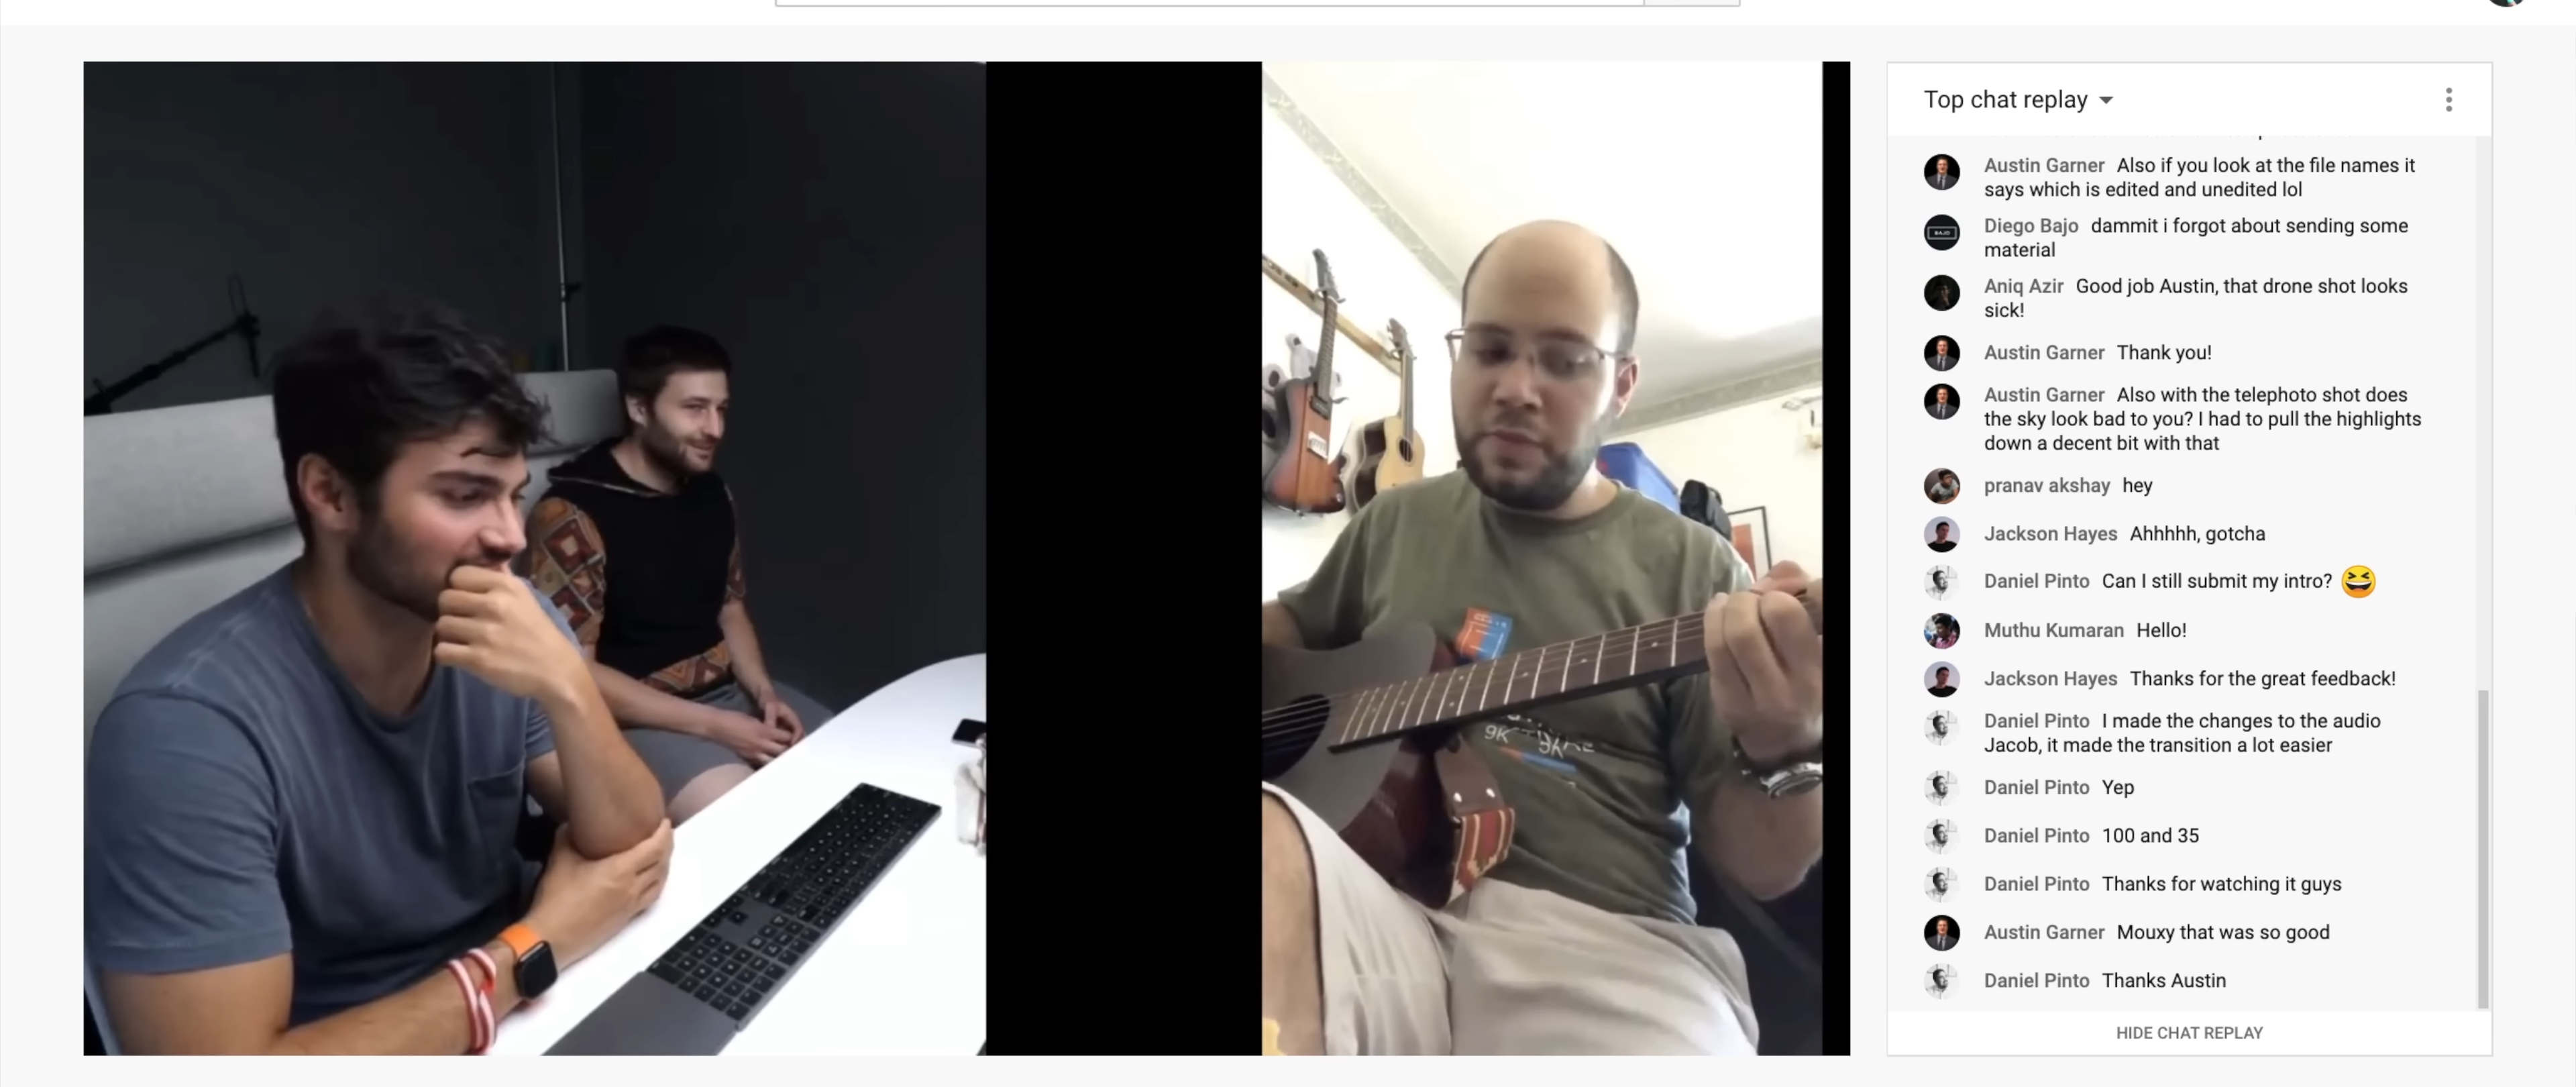 Top chat replay
Austin Garner Also if you look at the file names it
says which is edited and unedited lol
BAJO
Diego Bajo dammit i forgot about sending some
material
Aniq Azir Good job Austin, that drone shot looks
sick!
Austin Garner Thank you!
Austin Garner Also with the telephoto shot does
the sky look bad to you? I had to pull the highlights
down a decent bit with that
pranav akshay hey
Jackson Hayes Ahhhhh, gotcha
Daniel Pinto Can I still submit my intro? 😆
Muthu Kumaran Hello!
Jackson Hayes Thanks for the great feedback!
Daniel Pinto I made the changes to the audio
Jacob, it made the transition a lot easier
Daniel Pinto Yep
Daniel Pinto 100 and 35
Daniel Pinto Thanks for watching it guys
Austin Garner Mouxy that was so good
Daniel Pinto Thanks Austin
HIDE CHAT REPLAY